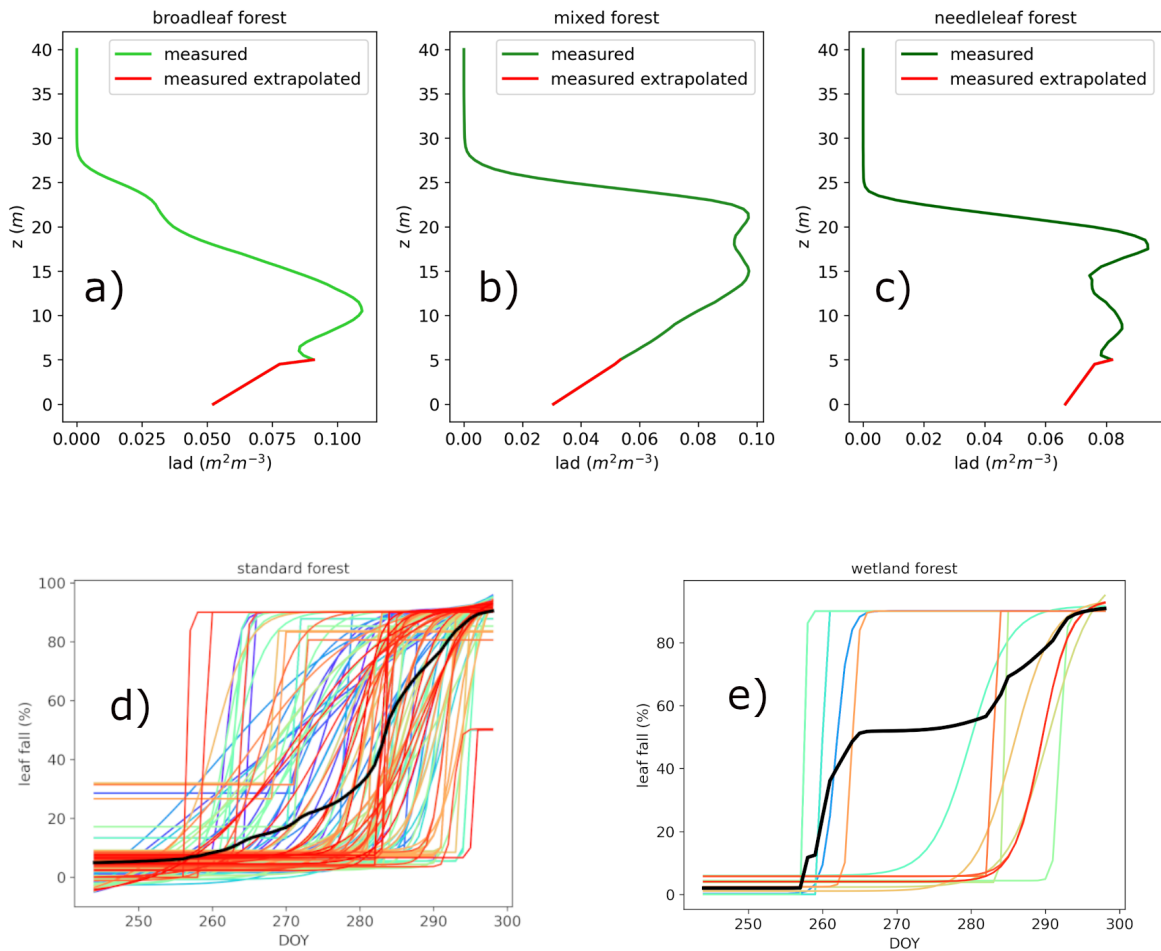 broadleaf forest
measured
measured extrapolated
40
35
30
25
20
15
10
5
0
z (m)
a)
0.000 0.025 0.050 0.075 0.100
lad (m²m⁻³)
mixed forest
measured
measured extrapolated
40
35
30
25
20
15
10
5
0
z (m)
b)
0.00 0.02 0.04 0.06 0.08 0.10
lad (m²m⁻³)
needleleaf forest
measured
measured extrapolated
40
35
30
25
20
15
10
5
0
z (m)
c)
0.00 0.02 0.04 0.06 0.08
lad (m²m⁻³)
standard forest
100
80
60
40
20
0
leaf fall (%)
d)
250 260 270 280 290 300
DOY
wetland forest
80
60
40
20
0
leaf fall (%)
e)
250 260 270 280 290 300
DOY